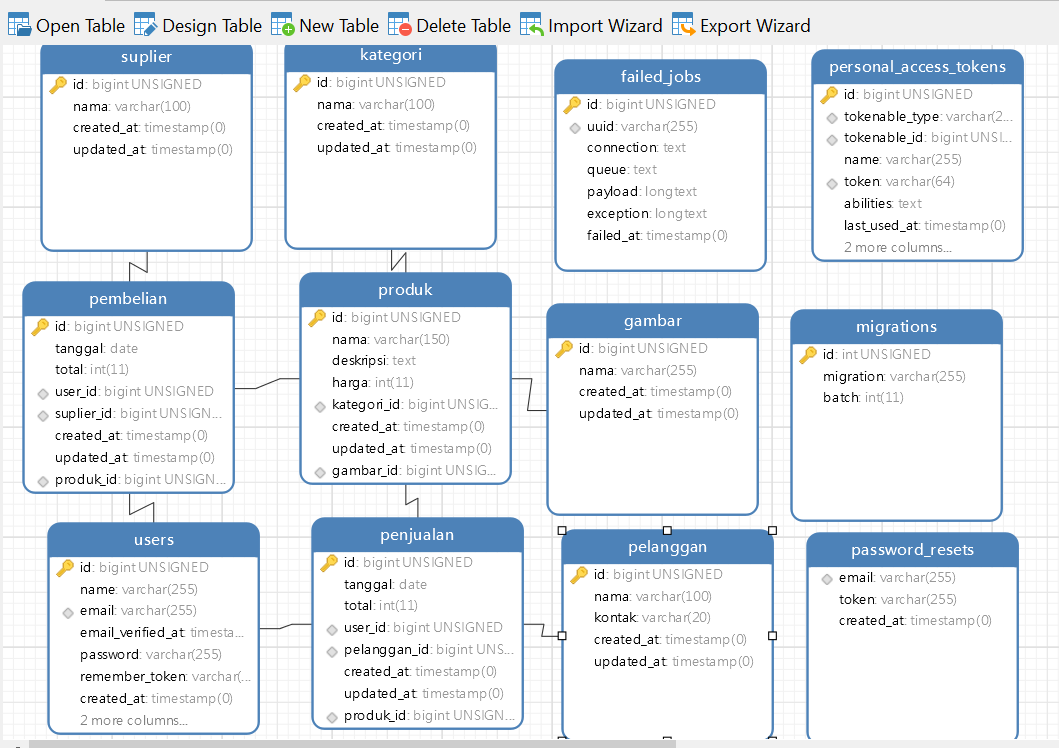 Open Table Design Table New Table Delete Table Import Wizard Export Wizard
suplier
id: bigint UNSIGNED
nama: varchar(100)
created_at: timestamp(0)
updated_at: timestamp(0)
kategori
id: bigint UNSIGNED
nama: varchar(100)
created_at: timestamp(0)
updated_at: timestamp(0)
failed_jobs
id: bigint UNSIGNED
uuid: varchar(255)
connection: text
queue: text
payload: longtext
exception: longtext
failed_at: timestamp(0)
personal_access_tokens
id: bigint UNSIGNED
tokenable_type: varchar(2...
tokenable_id: bigint UNSI...
name: varchar(255)
token: varchar(64)
abilities: text
last_used_at: timestamp(0)
2 more columns...
pembelian
id: bigint UNSIGNED
tanggal: date
total: int(11)
user_id: bigint UNSIGNED
suplier_id: bigint UNSIGN...
created_at: timestamp(0)
updated_at: timestamp(0)
produk_id: bigint UNSIGN...
produk
id: bigint UNSIGNED
nama: varchar(150)
deskripsi: text
harga: int(11)
kategori_id: bigint UNSIG...
created_at: timestamp(0)
updated_at: timestamp(0)
gambar_id: bigint UNSIG...
gambar
id: bigint UNSIGNED
nama: varchar(255)
created_at: timestamp(0)
updated_at: timestamp(0)
migrations
id: int UNSIGNED
migration: varchar(255)
batch: int(11)
users
id: bigint UNSIGNED
name: varchar(255)
email: varchar(255)
email_verified_at: timesta...
password: varchar(255)
remember_token: varchar(...
created_at: timestamp(0)
2 more columns...
penjualan
id: bigint UNSIGNED
tanggal: date
total: int(11)
user_id: bigint UNSIGNED
pelanggan_id: bigint UNS...
created_at: timestamp(0)
updated_at: timestamp(0)
produk_id: bigint UNSIGN...
pelanggan
id: bigint UNSIGNED
nama: varchar(100)
kontak: varchar(20)
created_at: timestamp(0)
updated_at: timestamp(0)
password_resets
email: varchar(255)
token: varchar(255)
created_at: timestamp(0)